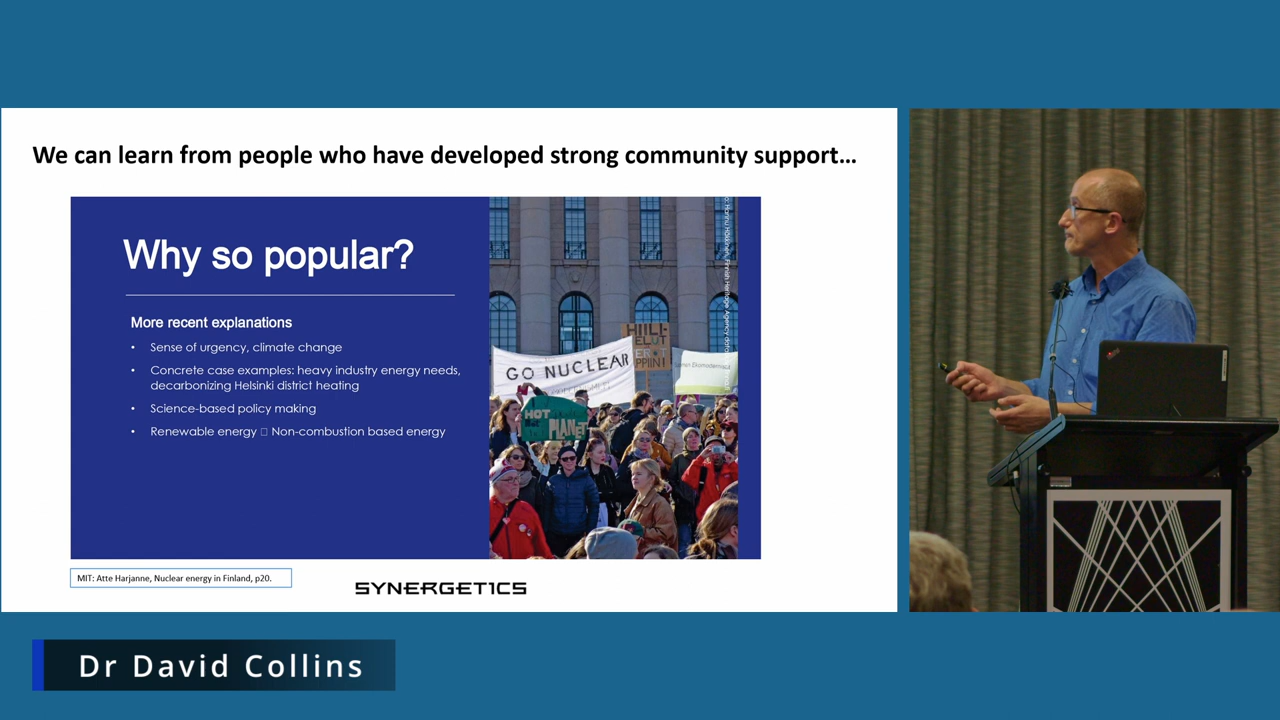 We can learn from people who have developed strong community support...
Why so popular?
More recent explanations
• Sense of urgency, climate change
• Concrete case examples: heavy industry energy needs,
decarbonizing Helsinki district heating
• Science-based policy making
• Renewable energy □ Non-combustion based energy
GO NUCLEAR
HIILI-
ELUT
HOT
PLANET
MIT: Atte Harjanne, Nuclear energy in Finland, p20.
SYNERGETICS
Dr David Collins